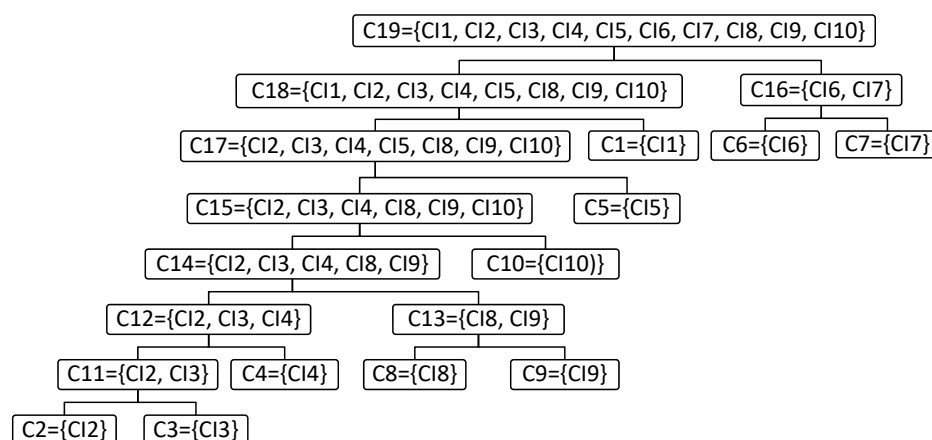 C19={CI1, CI2, CI3, CI4, CI5, CI6, CI7, CI8, CI9, CI10}
C18={CI1, CI2, CI3, CI4, CI5, CI8, CI9, CI10}
C16={CI6, CI7}
C17={CI2, CI3, CI4, CI5, CI8, CI9, CI10}
C1={CI1}
C6={CI6}
C7={CI7}
C15={CI2, CI3, CI4, CI8, CI9, CI10}
C5={CI5}
C14={CI2, CI3, CI4, CI8, CI9}
C10={CI10)}
C12={CI2, CI3, CI4}
C13={CI8, CI9}
C11={CI2, CI3}
C4={CI4}
C8={CI8}
C9={CI9}
C2={CI2}
C3={CI3}